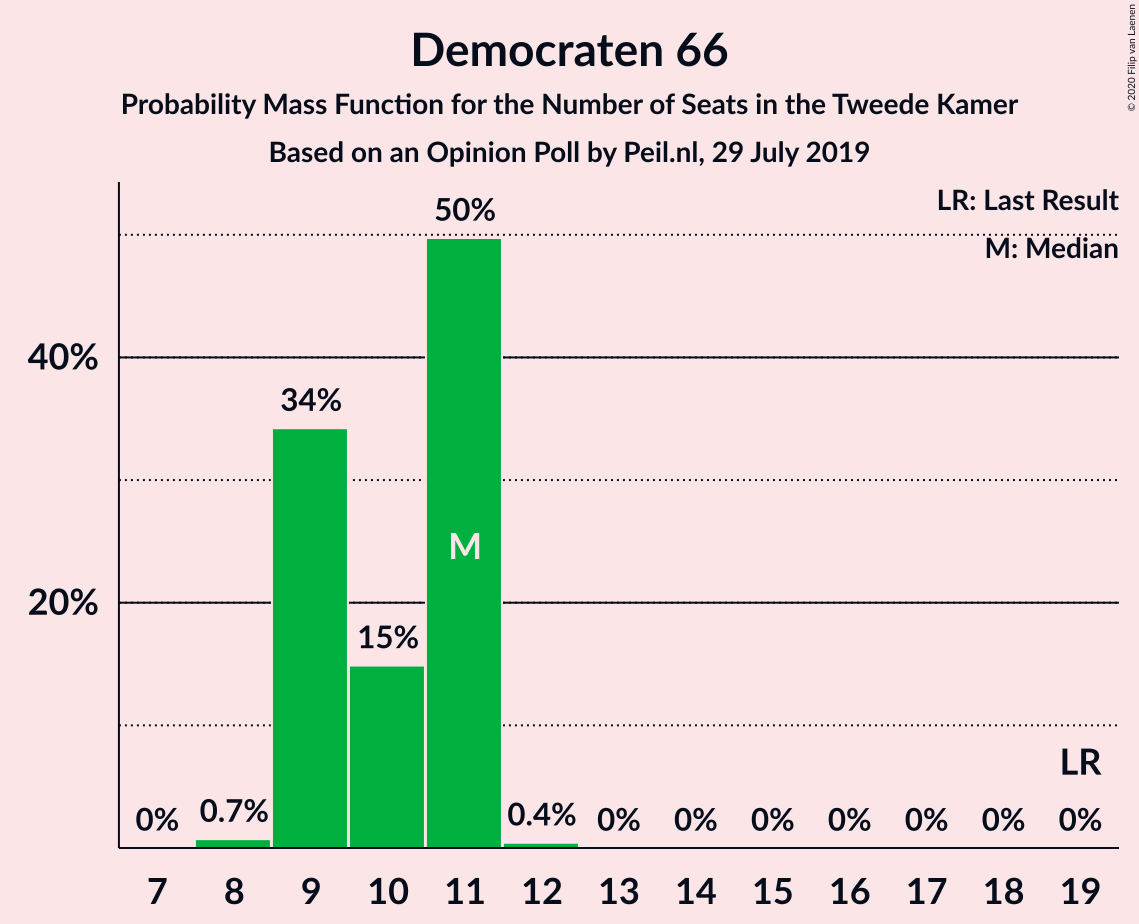 Democraten 66
Probability Mass Function for the Number of Seats in the Tweede Kamer
Based on an Opinion Poll by Peil.nl, 29 July 2019
© 2020 Filip van Laenen
LR: Last Result
M: Median
50%
40%
34%
M
20%
15%
LR
0% 0.7% 0.4% 0% 0% 0% 0% 0% 0% 0%
7 8 9 10 11 12 13 14 15 16 17 18 19